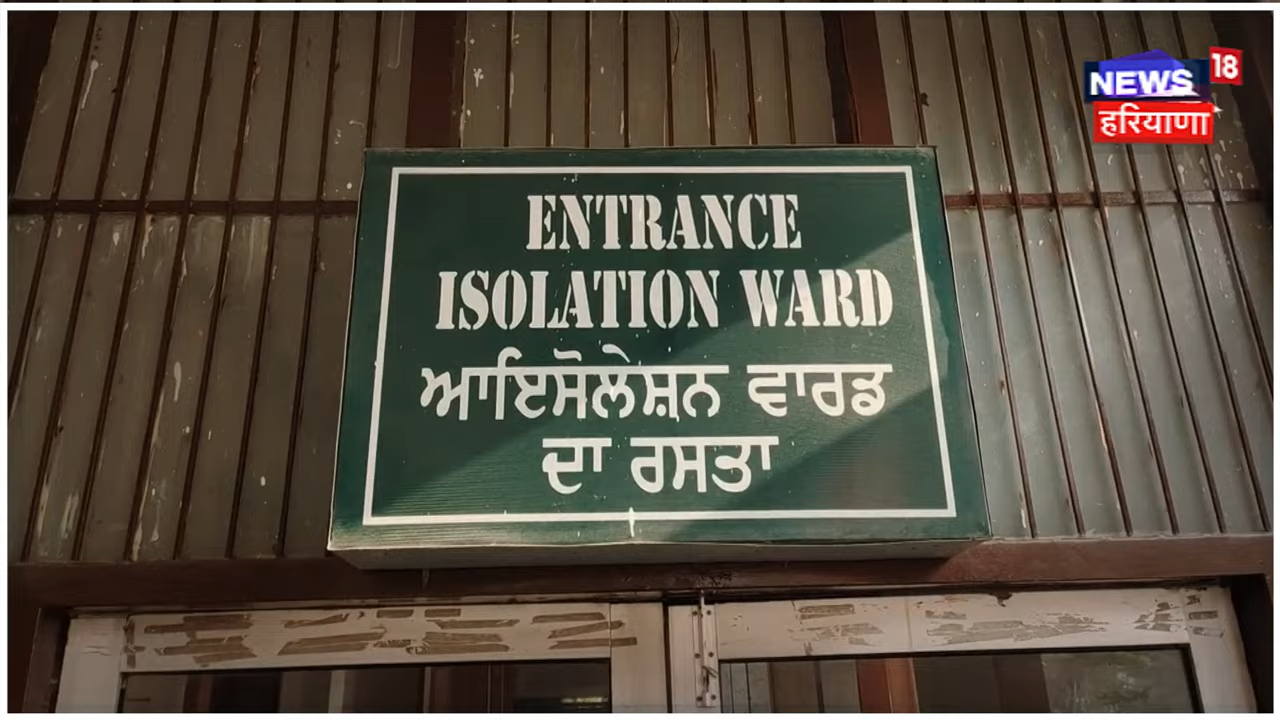 NEWS 18
हरियाणा
ENTRANCE
ISOLATION WARD
ਆਇਸੋਲੇਸ਼ਨ ਵਾਰਡ
ਦਾ ਰਸਤਾ